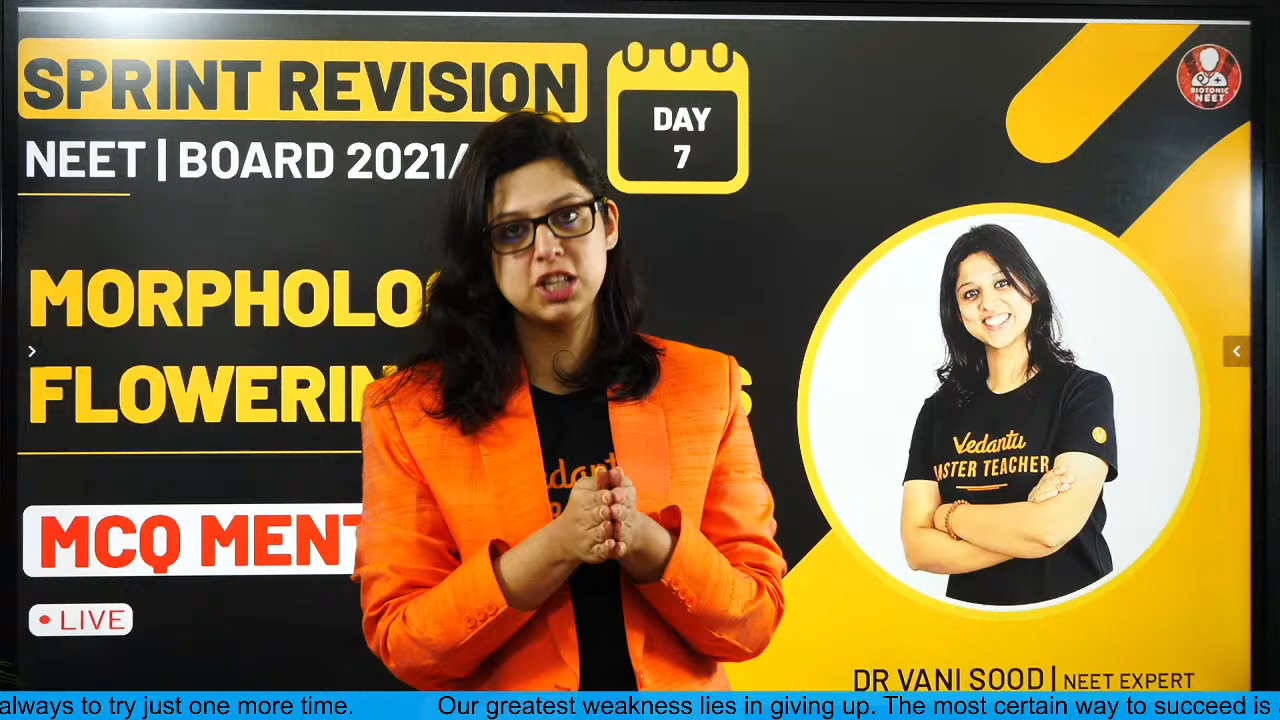 SPRINT REVISION
NEET | BOARD 2021/
DAY
7
BIOTONIC
NEET
MORPHOLO
FLOWERIN S
MCQ MENT
• LIVE
Vedantu
ASTER TEACHER
edant
DR VANI SOOD | NEET EXPERT
always to try just one more time. Our greatest weakness lies in giving up. The most certain way to succeed is